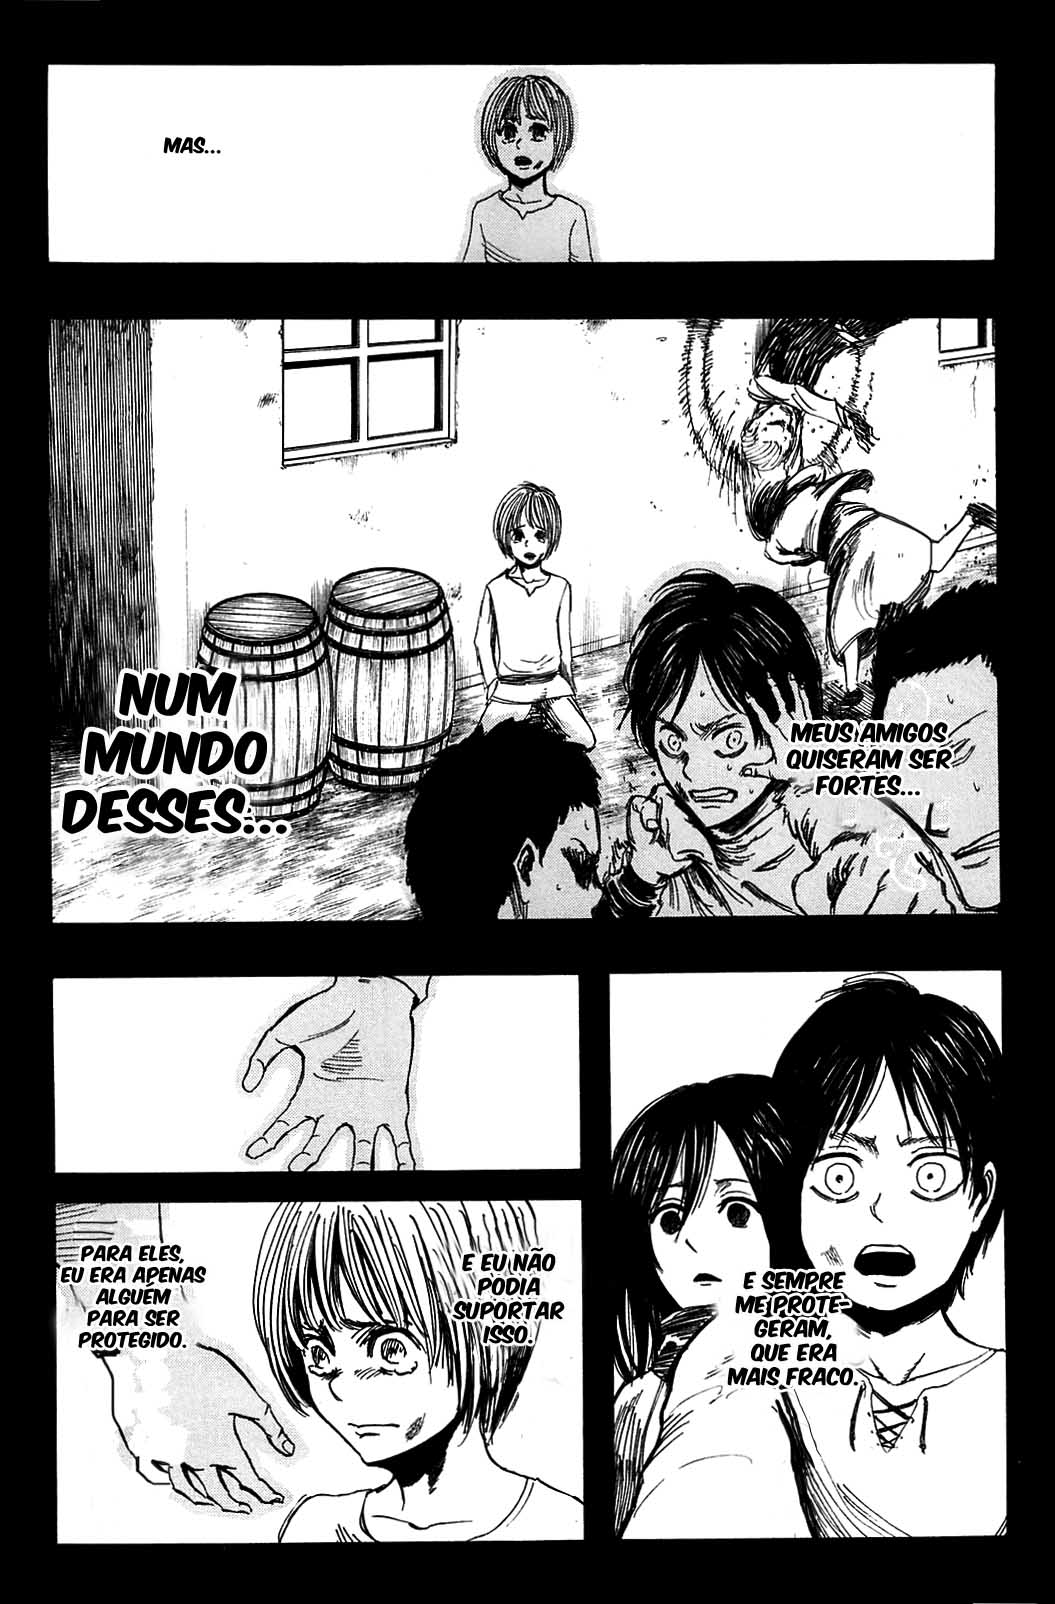 MAS...
NUM
MUNDO
DESSES...
MEUS AMIGOS
QUISERAM SER
FORTES...
E SEMPRE
ME PROTE-
GERAM,
QUE ERA
MAIS FRACO.
PARA ELES,
EU ERA APENAS
ALGUÉM
PARA SER
PROTEGIDO.
E EU NÃO
PODIA
SUPORTAR
ISSO.